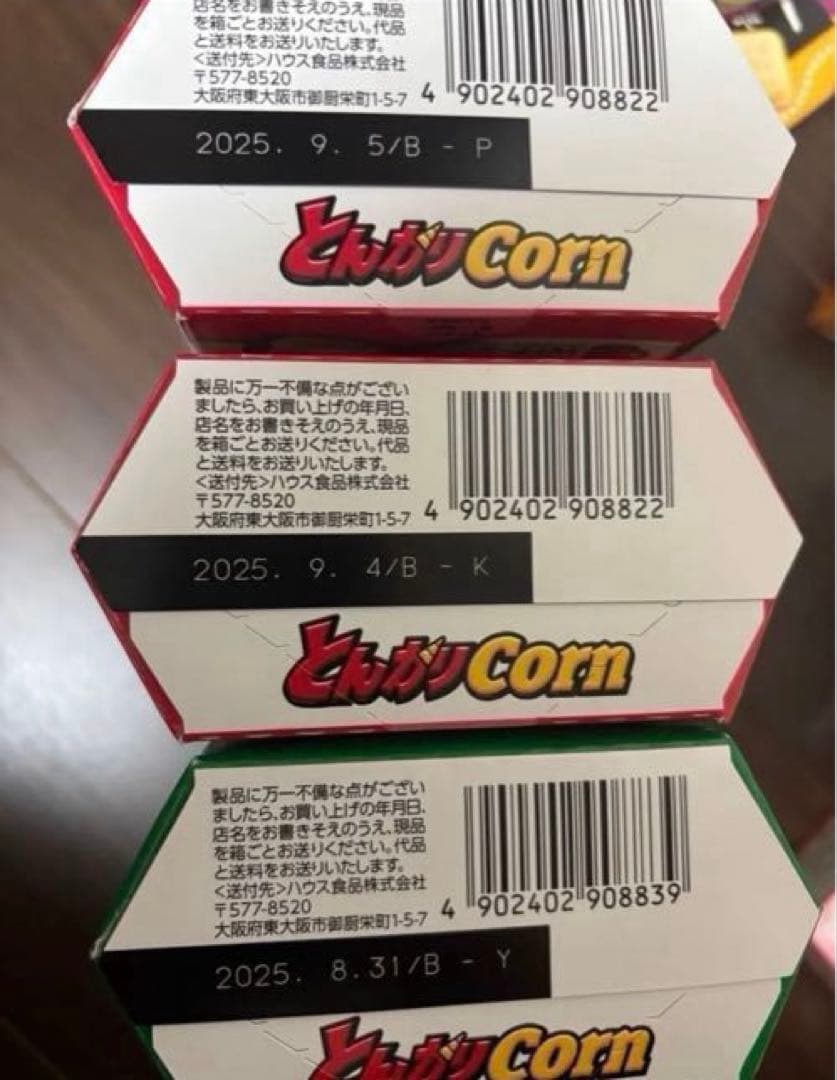 店名をお書きそえのうえ、現品
を箱ごとお送りください。代品
と送料をお送りいたします。
<送付先>ハウス食品株式会社
〒577-8520
大阪府東大阪市御厨栄町1-5-7
4 902402 908822
2025. 9. 5/B - P
とんがりCorn
製品に万一不備な点がござい
ましたら、お買い上げの年月日、
店名をお書きそえのうえ、現品
を箱ごとお送りください。代品
と送料をお送りいたします。
<送付先>ハウス食品株式会社
〒577-8520
大阪府東大阪市御厨栄町1-5-7
4 902402 908822
2025. 9. 4/B - K
とんがりCorn
製品に万一不備な点がござい
ましたら、お買い上げの年月日、
店名をお書きそえのうえ、現品
を箱ごとお送りください。代品
と送料をお送りいたします。
<送付先>ハウス食品株式会社
〒577-8520
大阪府東大阪市御厨栄町1-5-7
4 902402 908839
2025. 8.31/B - Y
とんがりCorn